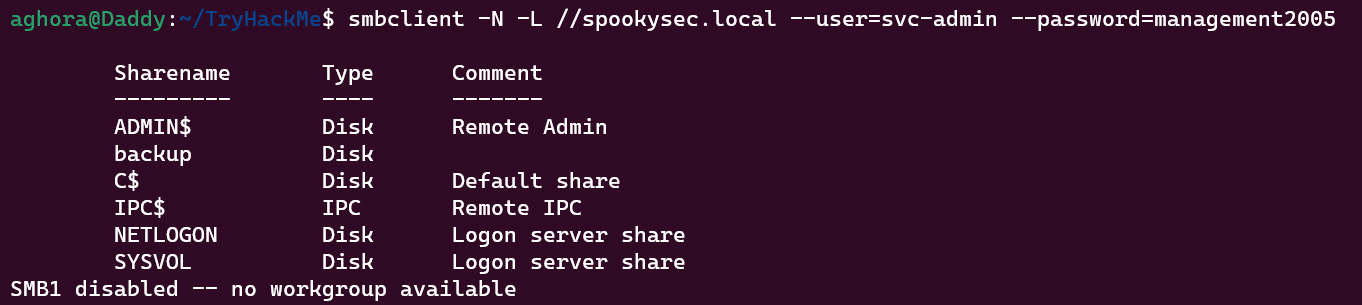 aghora@Daddy:~/TryHackMe$ smbclient -N -L //spookysec.local --user=svc-admin --password=management2005
Sharename Type Comment
--------- ---- -------
ADMIN$ Disk Remote Admin
backup Disk
C$ Disk Default share
IPC$ IPC Remote IPC
NETLOGON Disk Logon server share
SYSVOL Disk Logon server share
SMB1 disabled -- no workgroup available